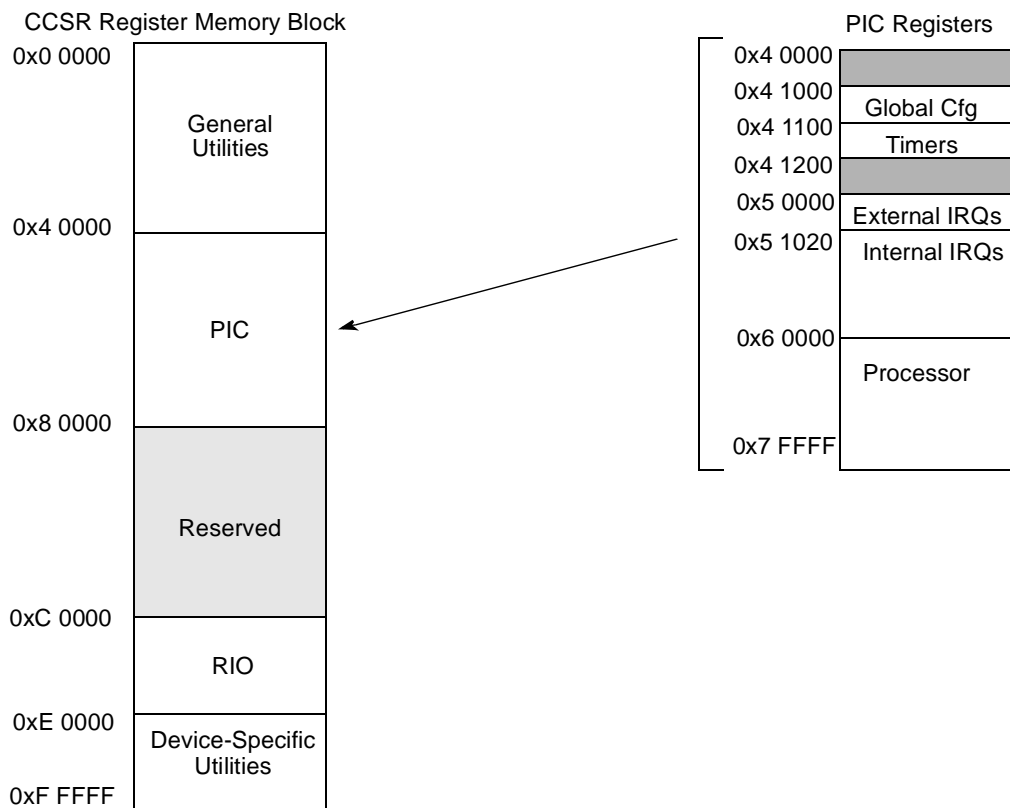 CCSR Register Memory Block
0x0 0000
General
Utilities
0x4 0000
PIC
0x8 0000
Reserved
0xC 0000
RIO
0xE 0000
Device-Specific
Utilities
0xF FFFF
PIC Registers
0x4 0000
0x4 1000
Global Cfg
0x4 1100
Timers
0x4 1200
0x5 0000
External IRQs
0x5 1020
Internal IRQs
0x6 0000
Processor
0x7 FFFF